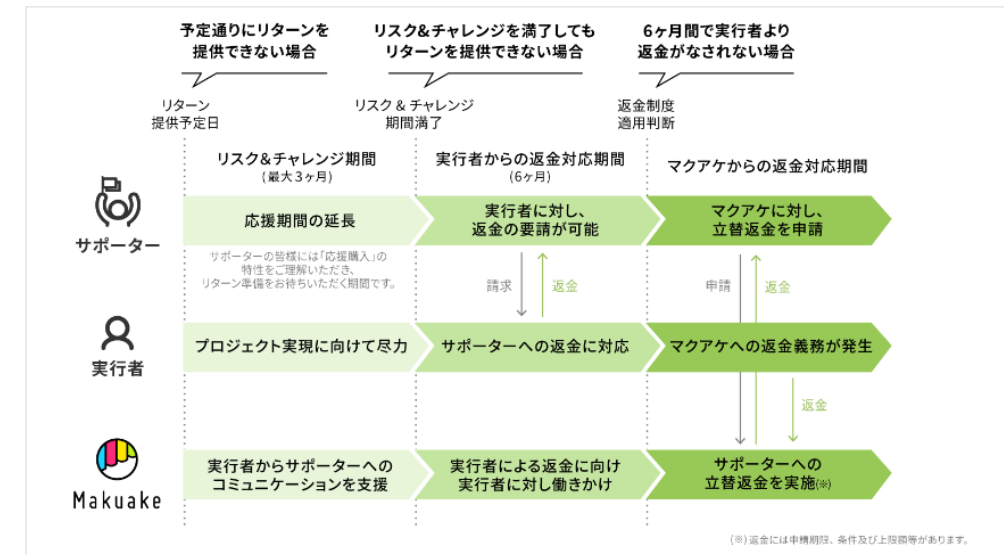 予定通りにリターンを
提供できない場合
リスク&チャレンジを満了しても
リターンを提供できない場合
6ヶ月間で実行者より
返金がなされない場合
リターン
提供予定日
リスク & チャレンジ
期間満了
返金制度
適用判断
リスク&チャレンジ期間
(最大3ヶ月)
実行者からの返金対応期間
(6ヶ月)
マクアケからの返金対応期間
サポーター
応援期間の延長
実行者に対し、
返金の要請が可能
マクアケに対し、
立替返金を申請
サポーターの皆様には「応援購入」の
特性をご理解いただき、
リターン準備をお待ちいただく期間です。
請求
返金
申請
返金
実行者
プロジェクト実現に向けて尽力
サポーターへの返金に対応
マクアケへの返金義務が発生
返金
Makuake
実行者からサポーターへの
コミュニケーションを支援
実行者による返金に向け
実行者に対し働きかけ
サポーターへの
立替返金を実施(※)
(※)返金には申請期限、条件及び上限額等があります。